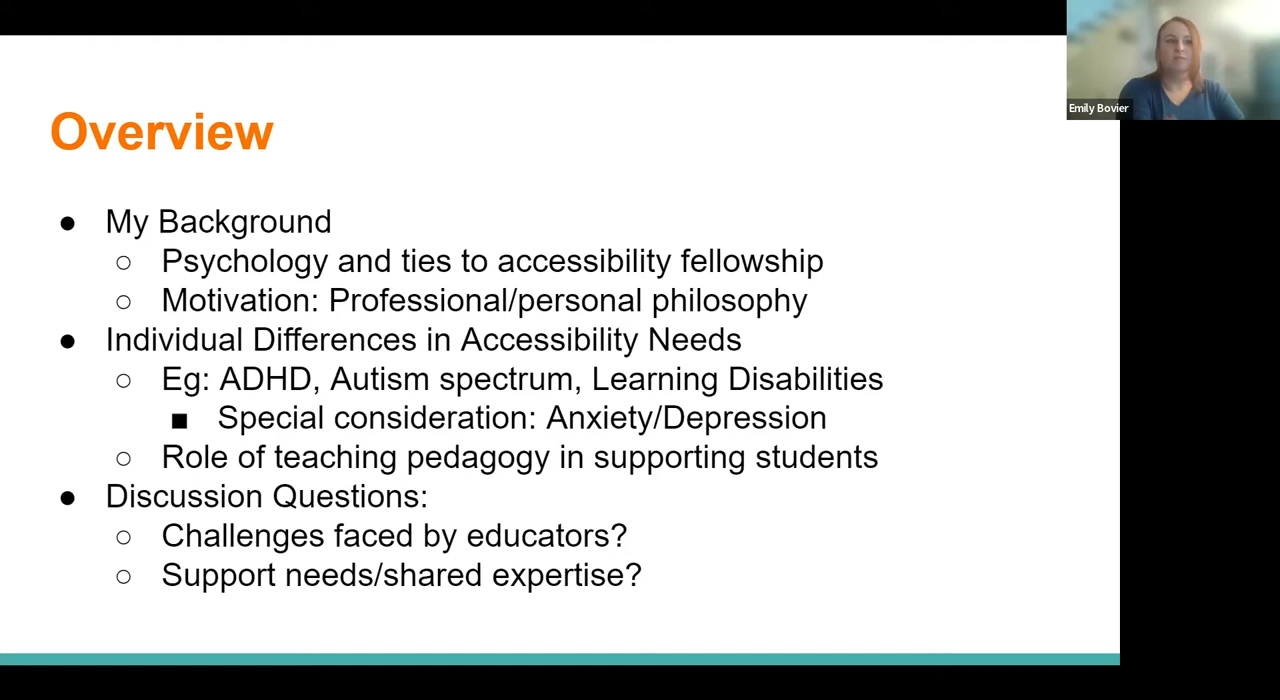 Emily Bovier
Overview
● My Background
○ Psychology and ties to accessibility fellowship
○ Motivation: Professional/personal philosophy
● Individual Differences in Accessibility Needs
○ Eg: ADHD, Autism spectrum, Learning Disabilities
■ Special consideration: Anxiety/Depression
○ Role of teaching pedagogy in supporting students
● Discussion Questions:
○ Challenges faced by educators?
○ Support needs/shared expertise?